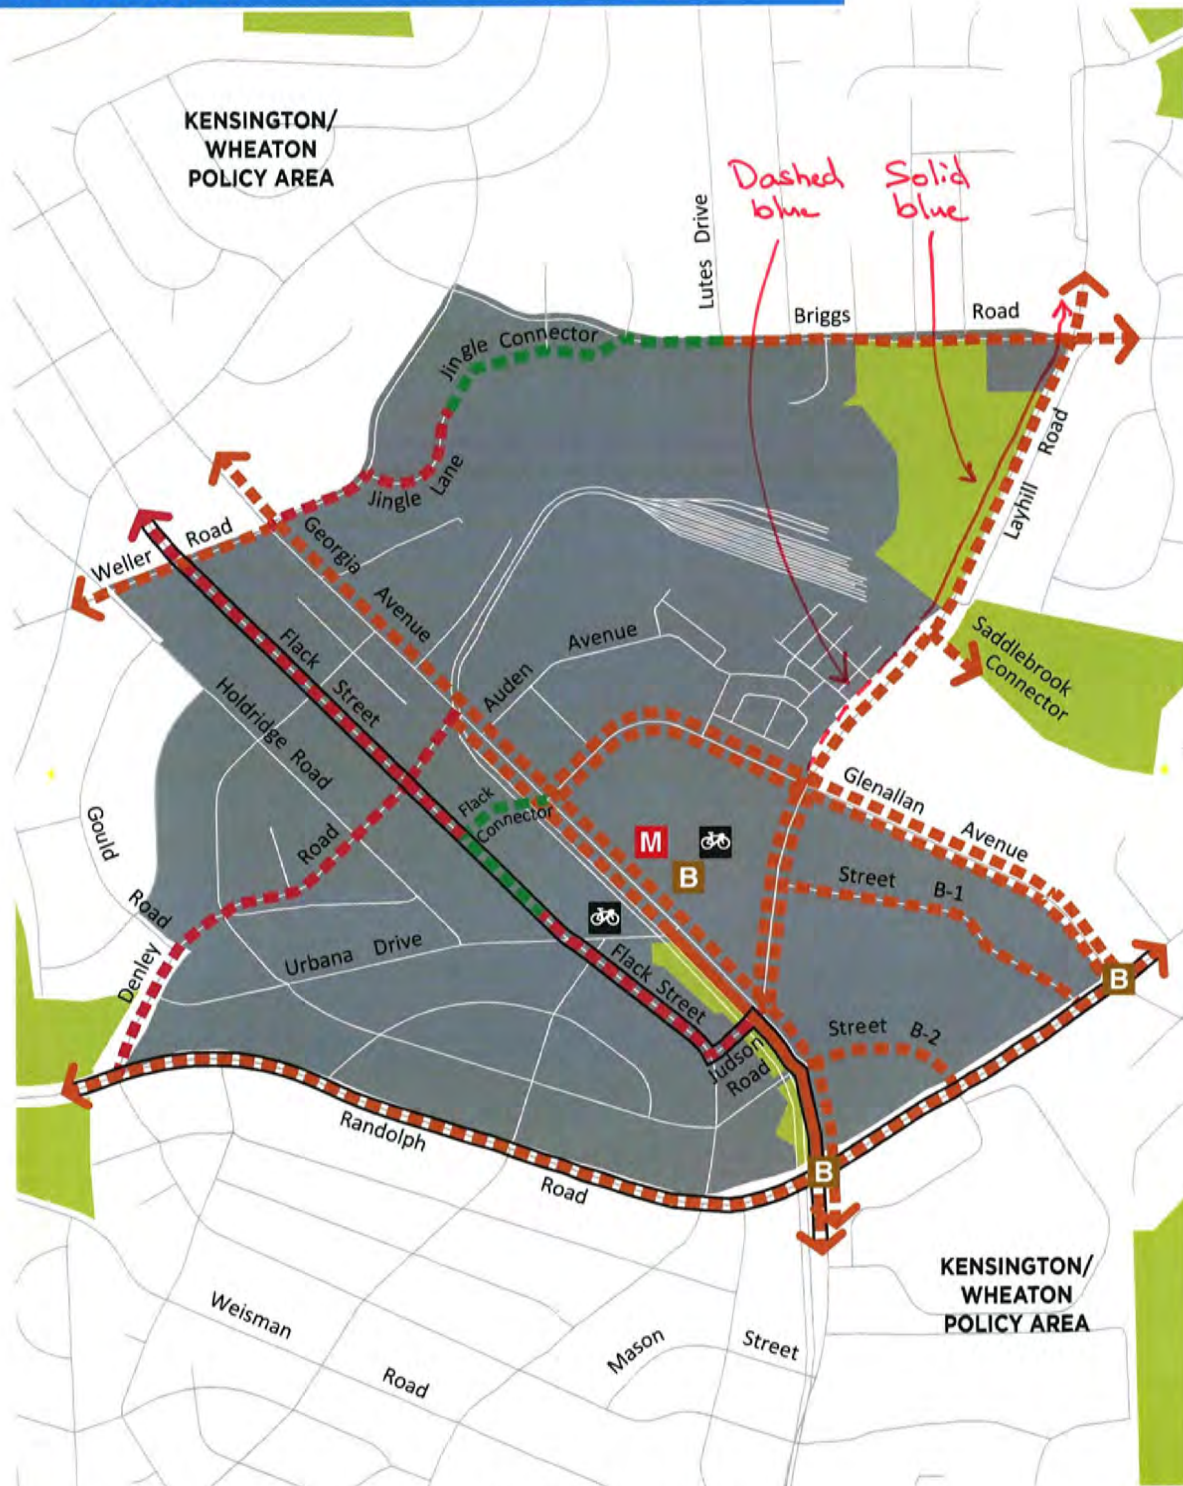 KENSINGTON/
WHEATON
POLICY AREA
Dashed
blue
Solid
blue
Lutes Drive
Briggs Road
Jingle Connector
Jingle Lane
Layhill Road
Weller Road
Georgia Avenue
Flack Street
Auden Avenue
Saddlebrook
Connector
Holdridge Road
Flack
Connector
Glenallan Avenue
Gould Road
Road
M
B
Street B-1
Denley
Urbana Drive
Flack Street
B
Street B-2
Judson
Road
Randolph Road
B
KENSINGTON/
WHEATON
POLICY AREA
Weisman Road
Mason Street